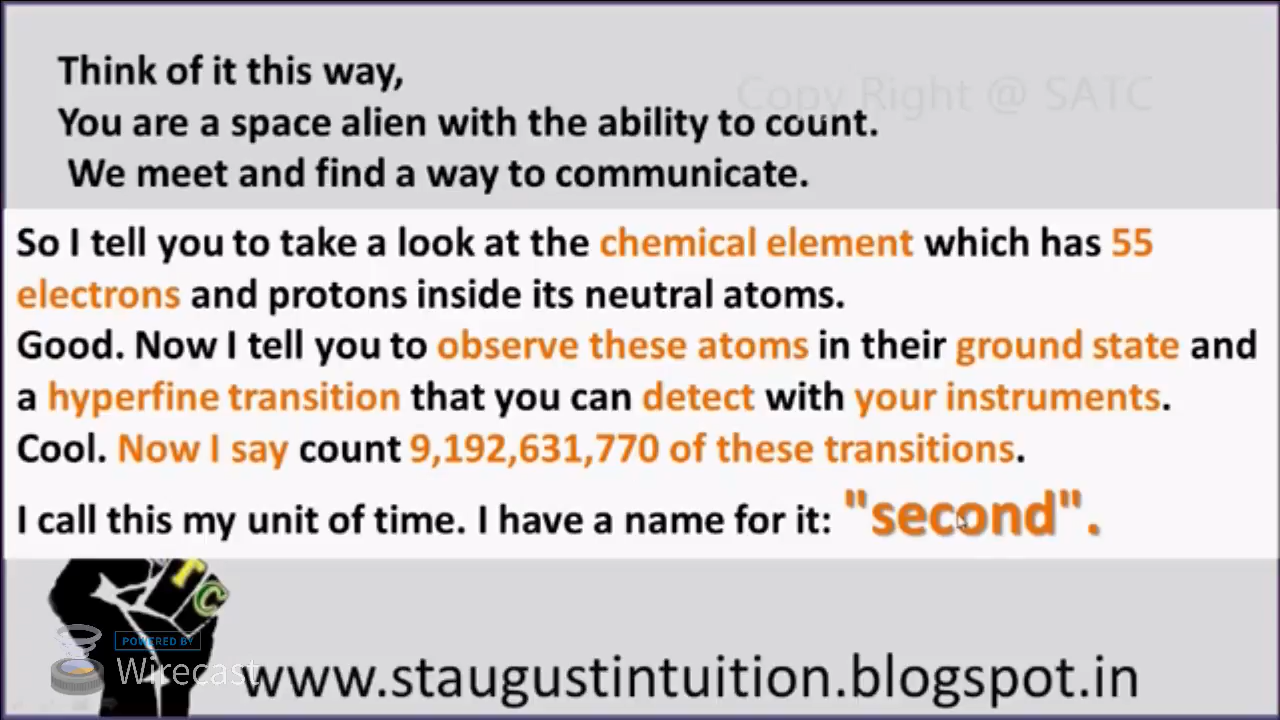 Think of it this way,
Copy Right @ SATC
You are a space alien with the ability to count.
We meet and find a way to communicate.
So I tell you to take a look at the chemical element which has 55
electrons and protons inside its neutral atoms.
Good. Now I tell you to observe these atoms in their ground state and
a hyperfine transition that you can detect with your instruments.
Cool. Now I say count 9,192,631,770 of these transitions.
I call this my unit of time. I have a name for it: "second".
TC
POWERED BY
Wirecast
www.staugustintuition.blogspot.in